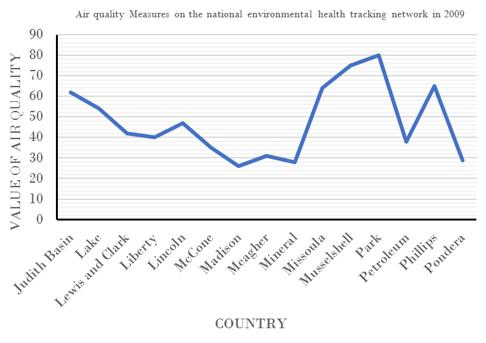 Air quality Measures on the national environmental health tracking network in 2009
VALUE OF AIR QUALITY
90
80
70
60
50
40
30
20
10
0
Judith Basin
Lake
Lewis and Clark
Liberty
Lincoln
McCone
Madison
Meagher
Mineral
Missoula
Musselshell
Park
Petroleum
Phillips
Pondera
COUNTRY